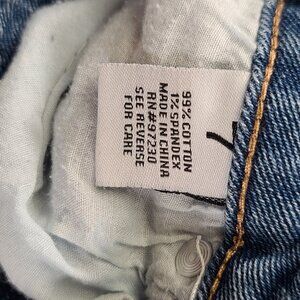 99% COTTON
1% SPANDEX
MADE IN CHINA
RN#97230
SEE REVERSE
FOR CARE